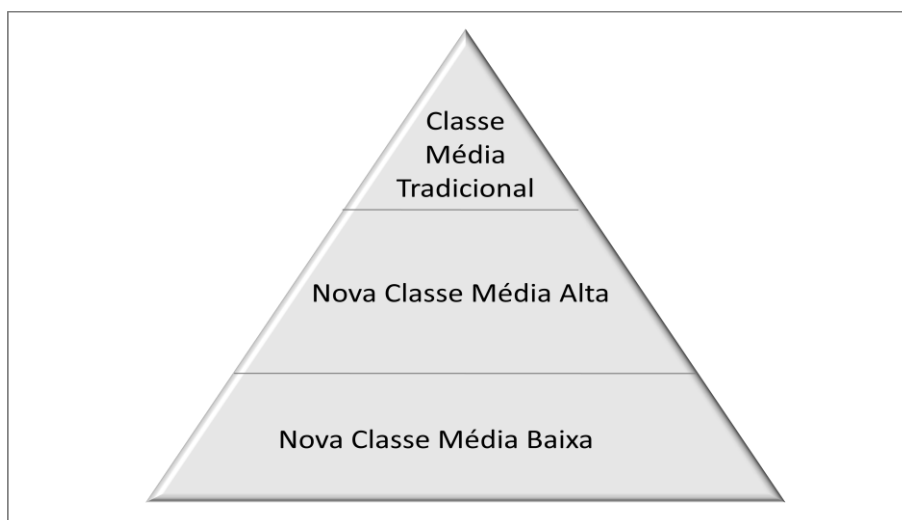 Classe
Média
Tradicional
Nova Classe Média Alta
Nova Classe Média Baixa